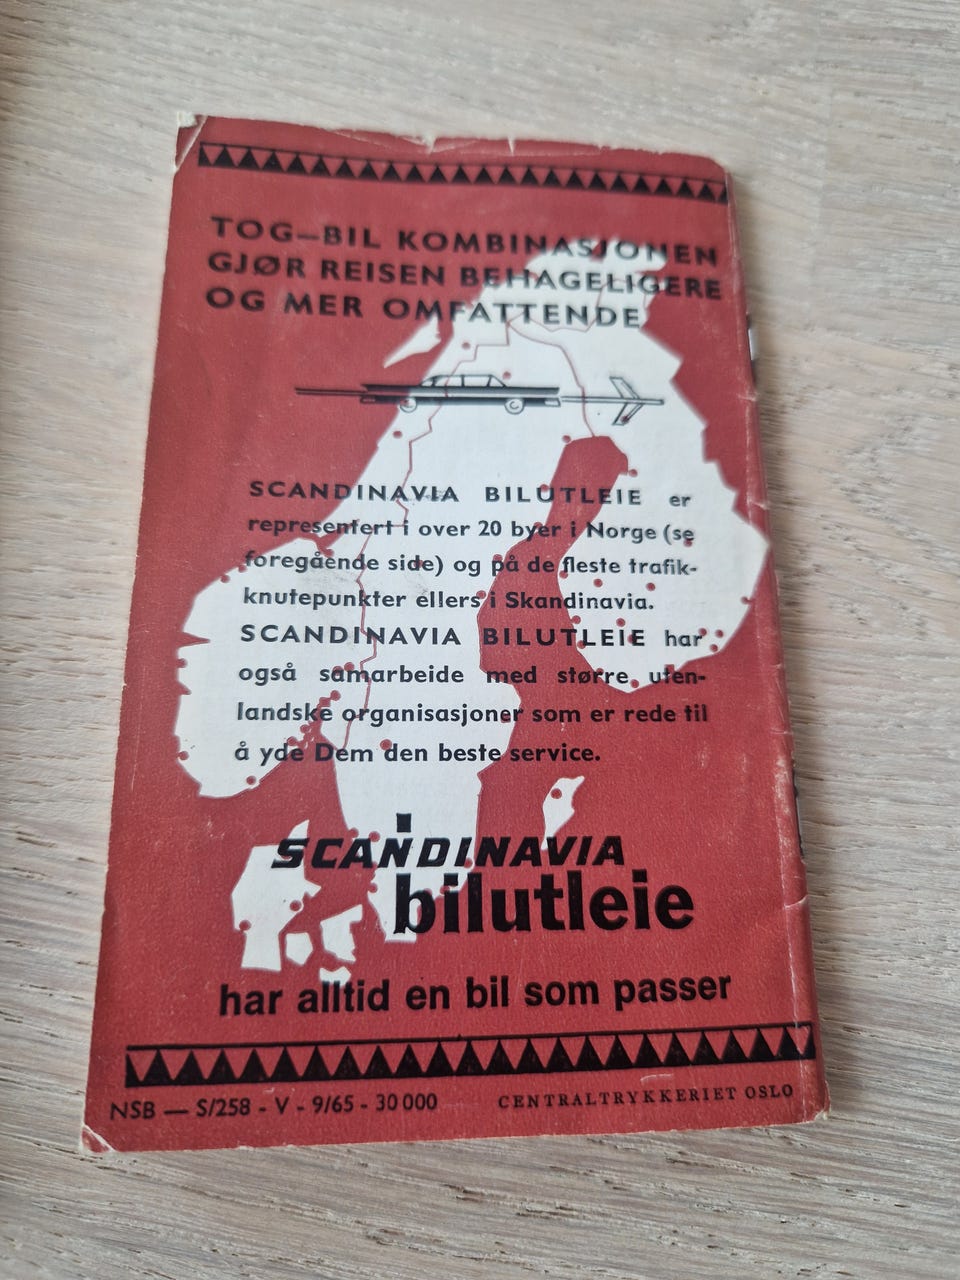 TOG—BIL KOMBINASJONEN
GJØR REISEN BEHAGELIGERE
OG MER OMFATTENDE
SCANDINAVIA BILUTLEIE er
representert i over 20 byer i Norge (se
foregående side) og på de fleste trafik-
knutepunkter ellers i Skandinavia.
SCANDINAVIA BILUTLEIE har
også samarbeide med større uten-
landske organisasjoner som er rede til
å yde Dem den beste service.
SCANDINAVIA
bilutleie
har alltid en bil som passer
NSB — S/258 - V - 9/65 - 30 000
CENTRALTRYKKERIET OSLO